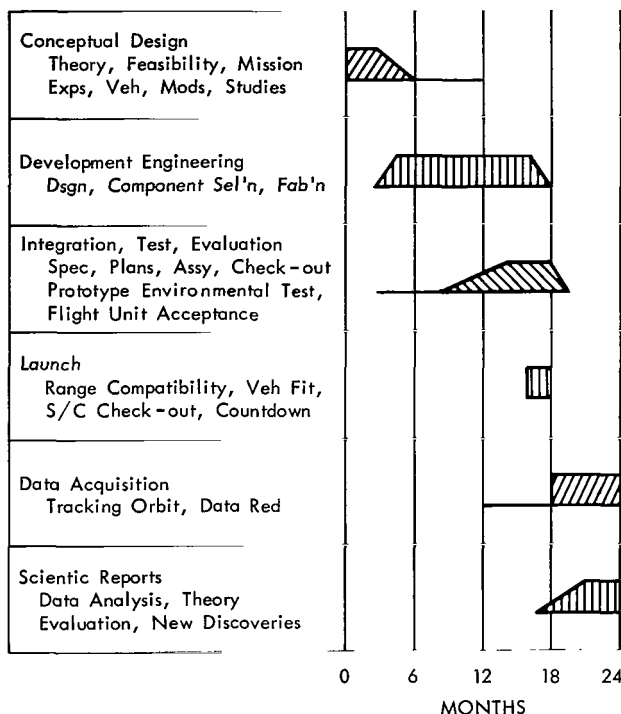 Conceptual Design
Theory, Feasibility, Mission
Exps, Veh, Mods, Studies
Development Engineering
Dsgn, Component Sel'n, Fab'n
Integration, Test, Evaluation
Spec, Plans, Assy, Check-out
Prototype Environmental Test,
Flight Unit Acceptance
Launch
Range Compatibility, Veh Fit,
S/C Check-out, Countdown
Data Acquisition
Tracking Orbit, Data Red
Scientic Reports
Data Analysis, Theory
Evaluation, New Discoveries
0 6 12 18 24
MONTHS